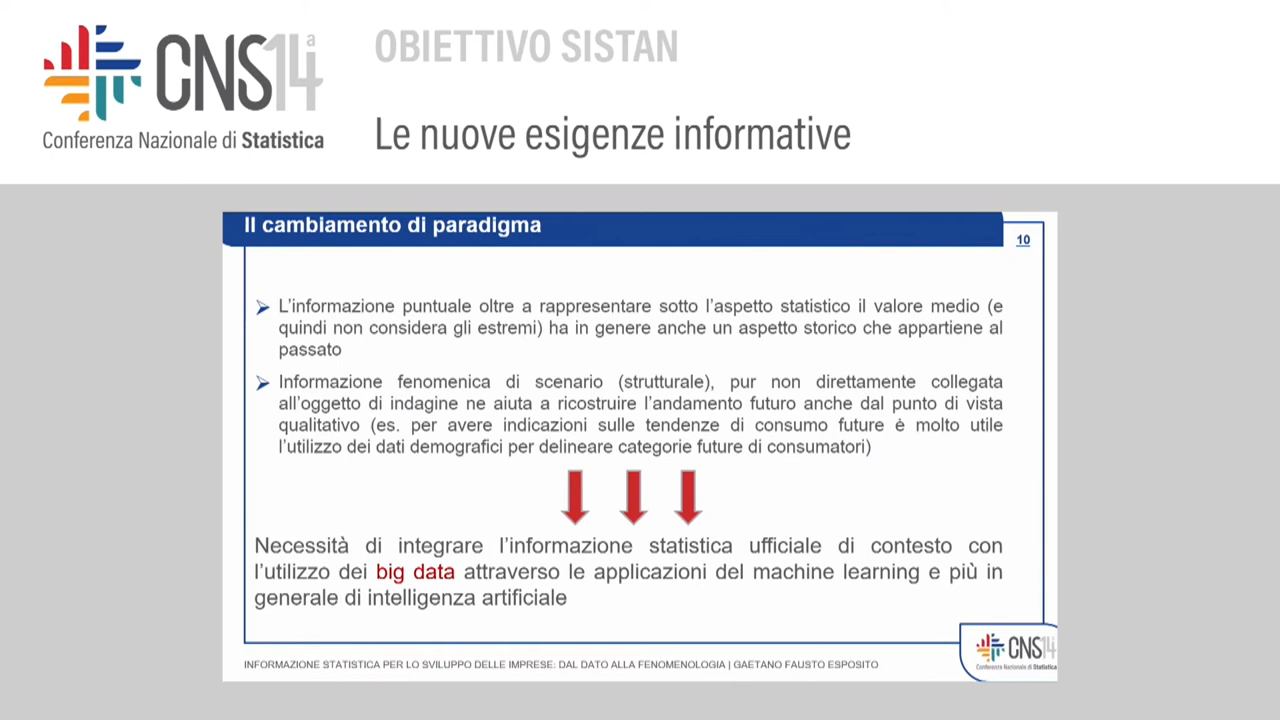 CNS14a
Conferenza Nazionale di Statistica
OBIETTIVO SISTAN
Le nuove esigenze informative
Il cambiamento di paradigma
10
L'informazione puntuale oltre a rappresentare sotto l'aspetto statistico il valore medio (e
quindi non considera gli estremi) ha in genere anche un aspetto storico che appartiene al
passato
Informazione fenomenica di scenario (strutturale), pur non direttamente collegata
all'oggetto di indagine ne aiuta a ricostruire l'andamento futuro anche dal punto di vista
qualitativo (es. per avere indicazioni sulle tendenze di consumo future è molto utile
l'utilizzo dei dati demografici per delineare categorie future di consumatori)
Necessità di integrare l'informazione statistica ufficiale di contesto con
l'utilizzo dei big data attraverso le applicazioni del machine learning e più in
generale di intelligenza artificiale
INFORMAZIONE STATISTICA PER LO SVILUPPO DELLE IMPRESE: DAL DATO ALLA FENOMENOLOGIA | GAETANO FAUSTO ESPOSITO
CNS14
Conferenza Nazionale di Statistica